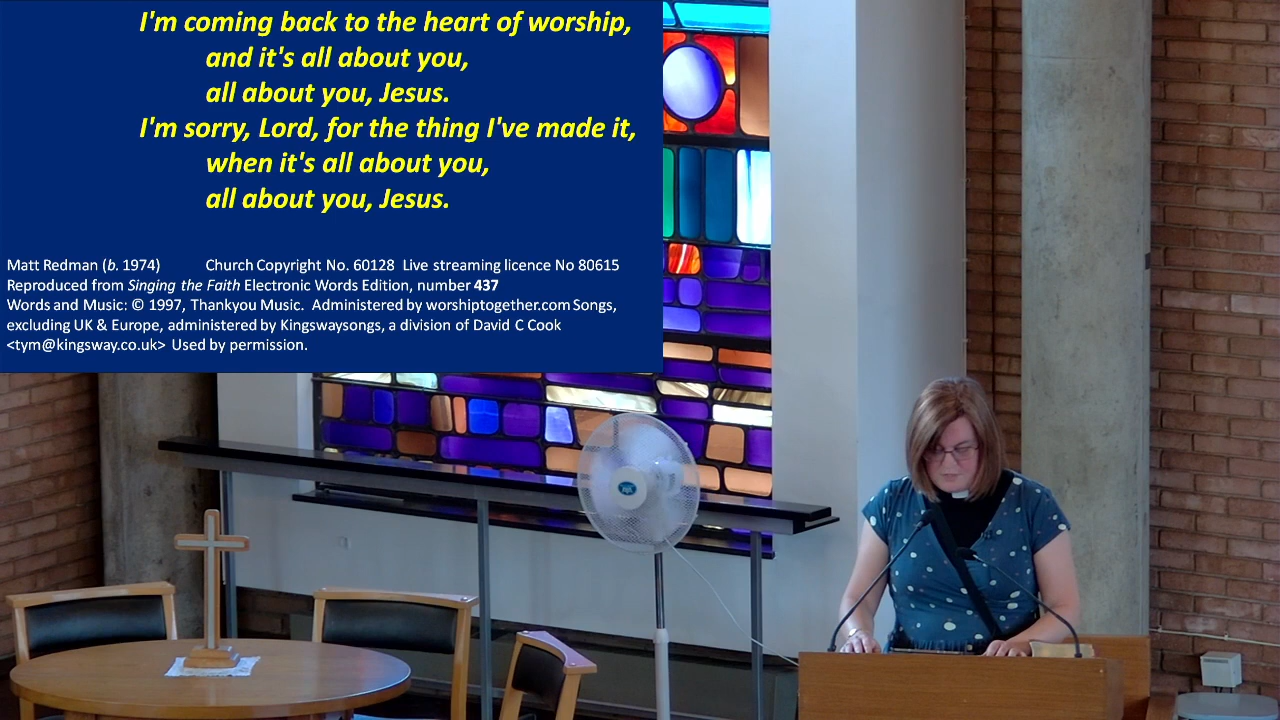 I'm coming back to the heart of worship,
and it's all about you,
all about you, Jesus.
I'm sorry, Lord, for the thing I've made it,
when it's all about you,
all about you, Jesus.
Matt Redman (b. 1974) Church Copyright No. 60128 Live streaming licence No 80615
Reproduced from Singing the Faith Electronic Words Edition, number 437
Words and Music: © 1997, Thankyou Music. Administered by worshiptogether.com Songs,
excluding UK & Europe, administered by Kingswaysongs, a division of David C Cook
<tym@kingsway.co.uk> Used by permission.